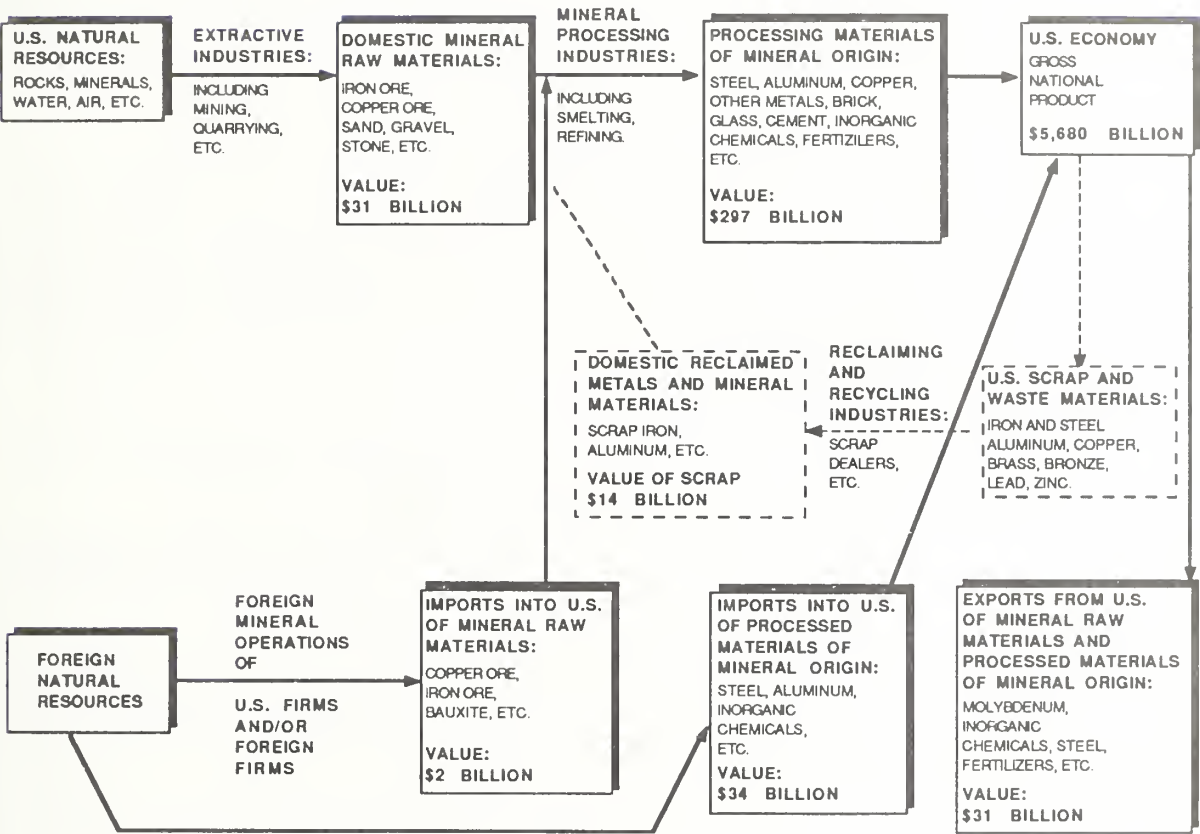 U.S. NATURAL
RESOURCES:
ROCKS, MINERALS,
WATER, AIR, ETC.
EXTRACTIVE
INDUSTRIES:
INCLUDING
MINING,
QUARRYING,
ETC.
DOMESTIC MINERAL
RAW MATERIALS:
IRON ORE,
COPPER ORE,
SAND, GRAVEL,
STONE, ETC.
VALUE:
$31 BILLION
MINERAL
PROCESSING
INDUSTRIES:
INCLUDING
SMELTING,
REFINING.
PROCESSING MATERIALS
OF MINERAL ORIGIN:
STEEL, ALUMINUM, COPPER,
OTHER METALS, BRICK,
GLASS, CEMENT, INORGANIC
CHEMICALS, FERTIZILERS,
ETC.
VALUE:
$297 BILLION
U.S. ECONOMY
GROSS
NATIONAL
PRODUCT
$5,680 BILLION
DOMESTIC RECLAIMED
METALS AND MINERAL
MATERIALS:
SCRAP IRON,
ALUMINUM, ETC.
VALUE OF SCRAP
$14 BILLION
RECLAIMING
AND
RECYCLING
INDUSTRIES:
SCRAP
DEALERS,
ETC.
U.S. SCRAP AND
WASTE MATERIALS:
IRON AND STEEL
ALUMINUM, COPPER,
BRASS, BRONZE,
LEAD, ZINC.
FOREIGN
NATURAL
RESOURCES
FOREIGN
MINERAL
OPERATIONS
OF
U.S. FIRMS
AND/OR
FOREIGN
FIRMS
IMPORTS INTO U.S.
OF MINERAL RAW
MATERIALS:
COPPER ORE,
IRON ORE,
BAUXITE, ETC.
VALUE:
$2 BILLION
IMPORTS INTO U.S.
OF PROCESSED
MATERIALS OF
MINERAL ORIGIN:
STEEL, ALUMINUM,
INORGANIC
CHEMICALS,
ETC.
VALUE:
$34 BILLION
EXPORTS FROM U.S.
OF MINERAL RAW
MATERIALS AND
PROCESSED MATERIALS
OF MINERAL ORIGIN:
MOLYBDENUM,
INORGANIC
CHEMICALS, STEEL,
FERTILIZERS, ETC.
VALUE:
$31 BILLION